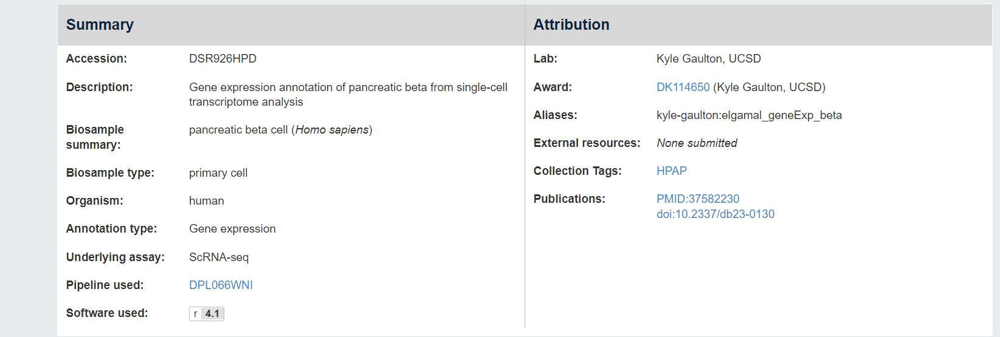 Summary
Accession: DSR926HPD
Description: Gene expression annotation of pancreatic beta from single-cell
transcriptome analysis
Biosample pancreatic beta cell (Homo sapiens)
summary:
Biosample type: primary cell
Organism: human
Annotation type: Gene expression
Underlying assay: ScRNA-seq
Pipeline used: DPL066WNI
Software used: r 4.1
Attribution
Lab: Kyle Gaulton, UCSD
Award: DK114650 (Kyle Gaulton, UCSD)
Aliases: kyle-gaulton:elgamal_geneExp_beta
External resources: None submitted
Collection Tags: HPAP
Publications: PMID:37582230
doi:10.2337/db23-0130